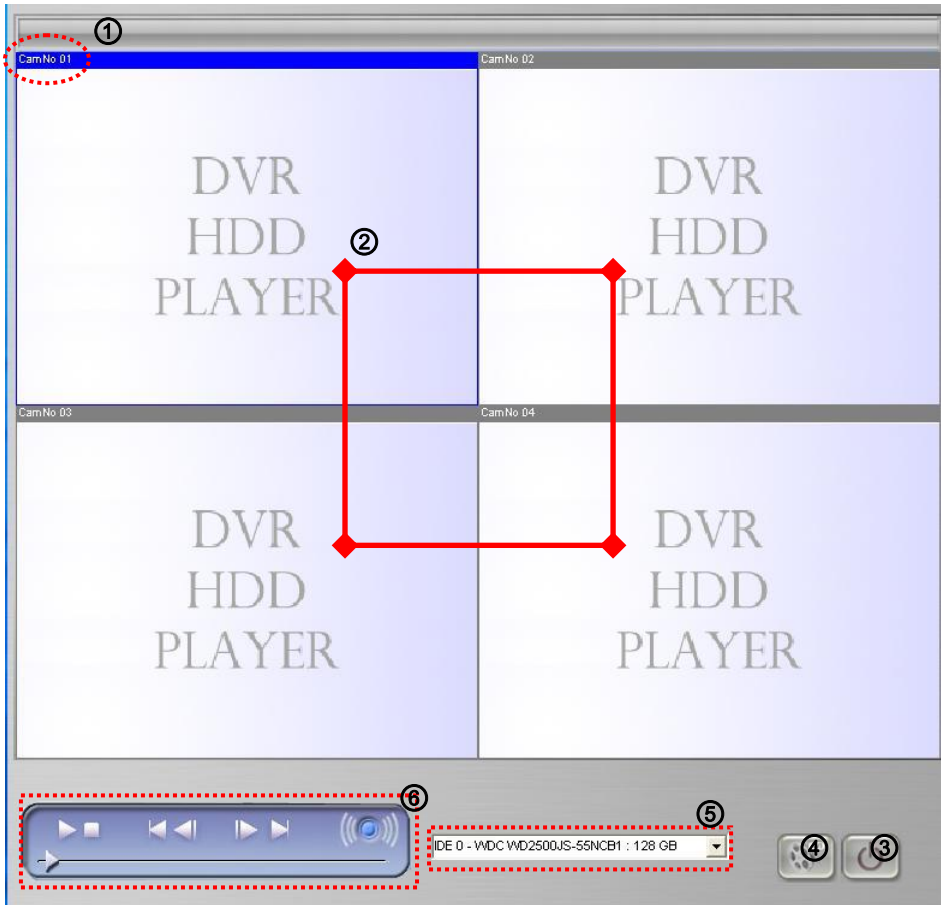 ①
CamNo 01
CamNo 02
DVR
HDD
PLAYER
DVR
HDD
PLAYER
②
CamNo 03
CamNo 04
DVR
HDD
PLAYER
DVR
HDD
PLAYER
⑥
⑤
IDE 0 - WDC WD2500JS-55NCB1 : 128 GB
④
③